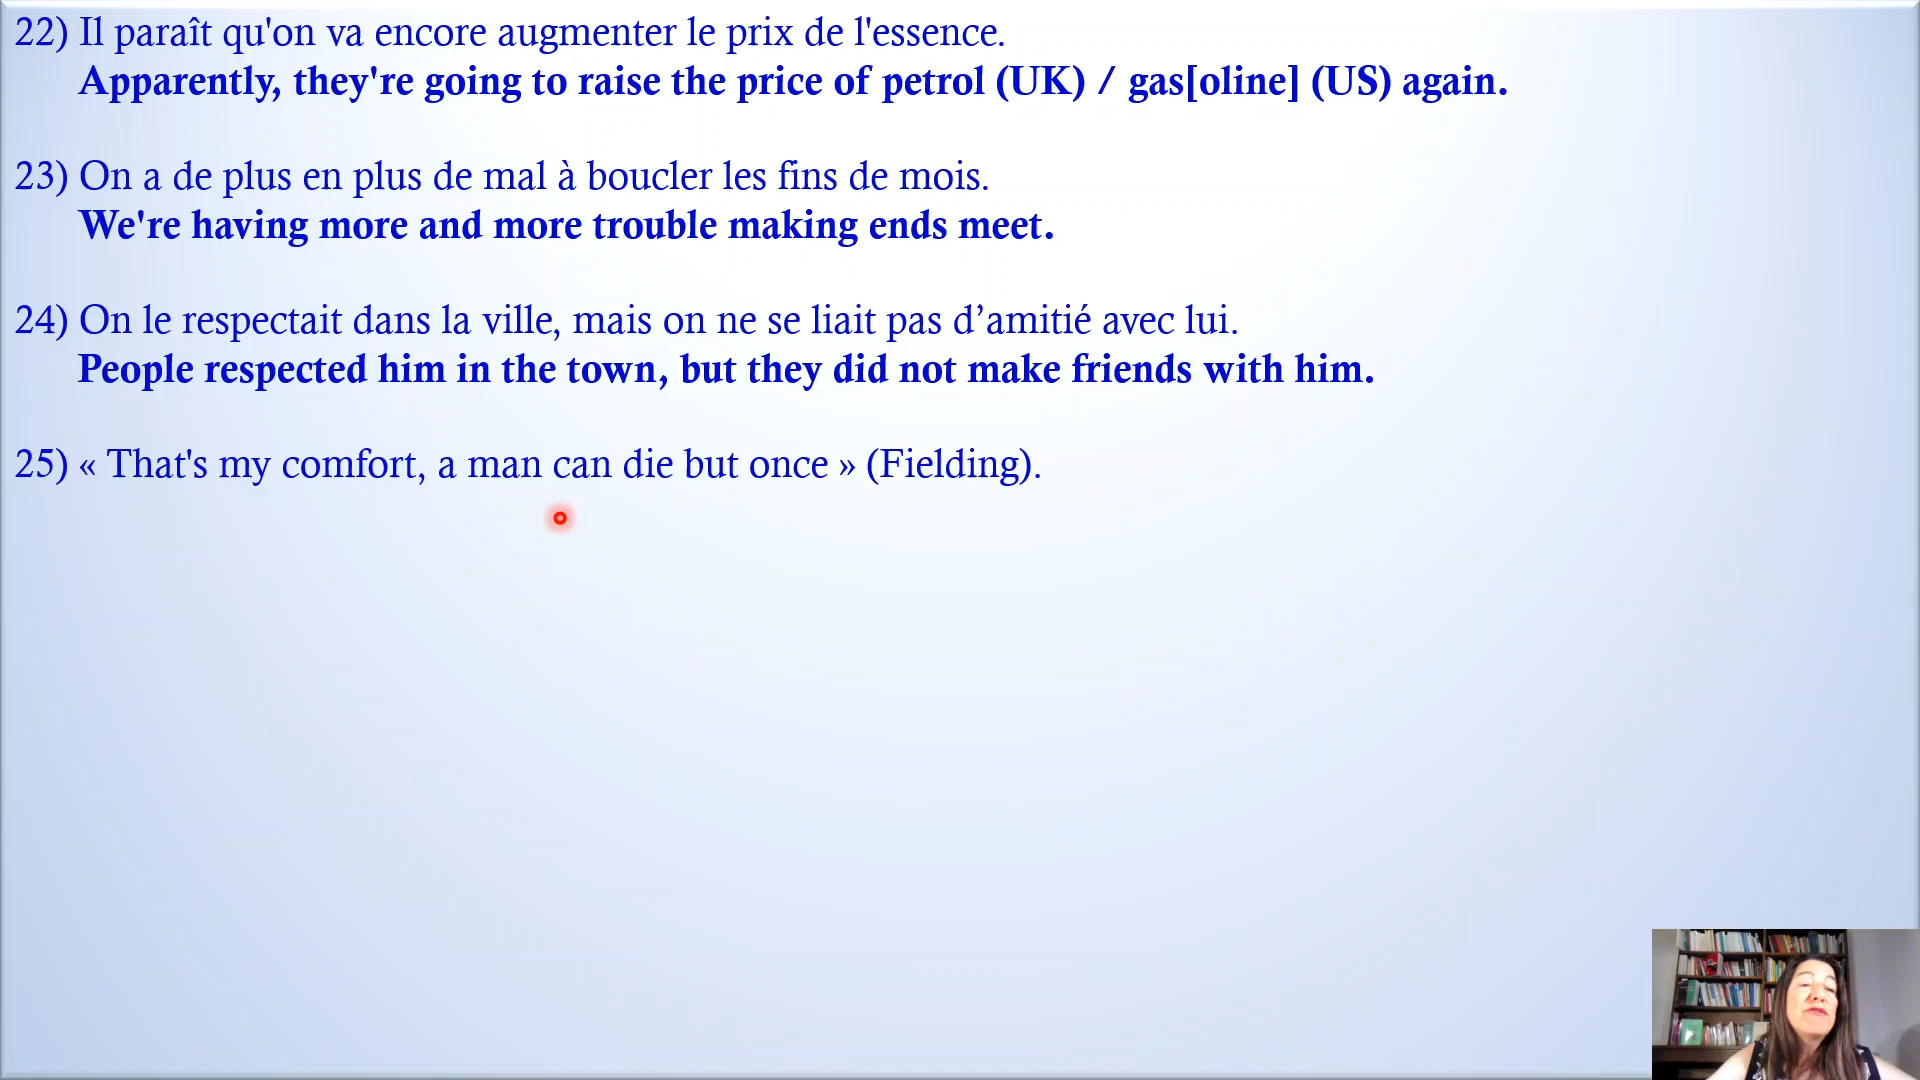 22) Il paraît qu'on va encore augmenter le prix de l'essence.
Apparently, they're going to raise the price of petrol (UK) / gas[oline] (US) again.
23) On a de plus en plus de mal à boucler les fins de mois.
We're having more and more trouble making ends meet.
24) On le respectait dans la ville, mais on ne se liait pas d’amitié avec lui.
People respected him in the town, but they did not make friends with him.
25) « That's my comfort, a man can die but once » (Fielding).